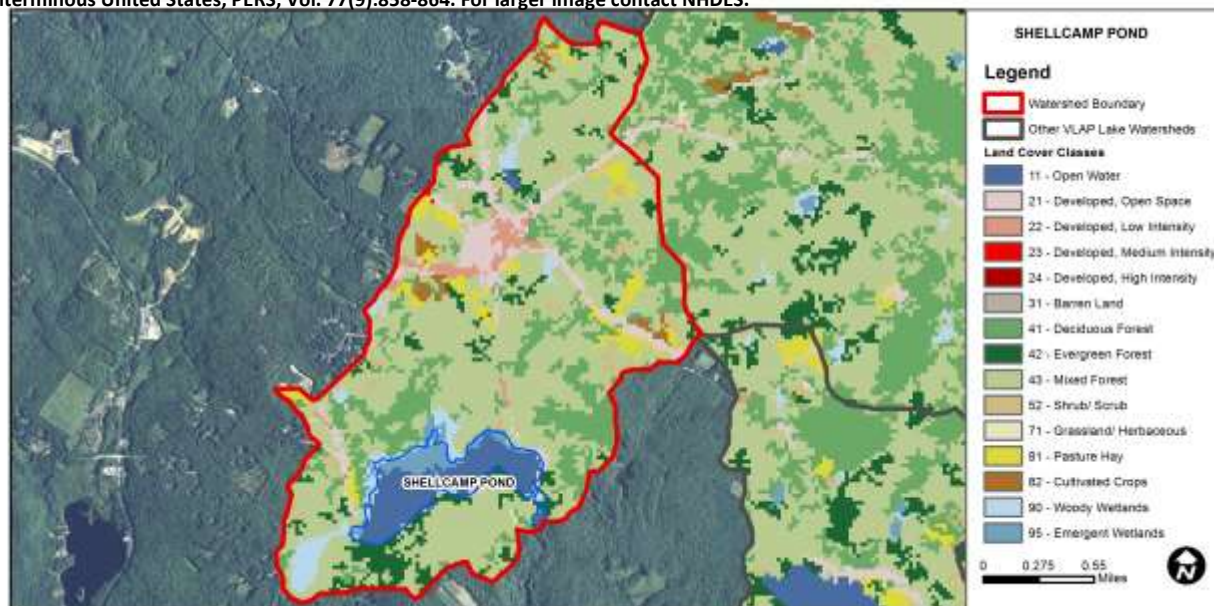 nterminous United States, PERS, Vol. 77(9):858-864. For larger image contact NHDES.
SHELLCAMP POND
SHELLCAMP POND
Legend
Watershed Boundary
Other VLAP Lake Watersheds
Land Cover Classes
11 - Open Water
21 - Developed, Open Space
22 - Developed, Low Intensity
23 - Developed, Medium Intensity
24 - Developed, High Intensity
31 - Barren Land
41 - Deciduous Forest
42 - Evergreen Forest
43 - Mixed Forest
52 - Shrub/ Scrub
71 - Grassland/ Herbaceous
81 - Pasture Hay
82 - Cultivated Crops
90 - Woody Wetlands
95 - Emergent Wetlands
0 0.275 0.55
Miles
N